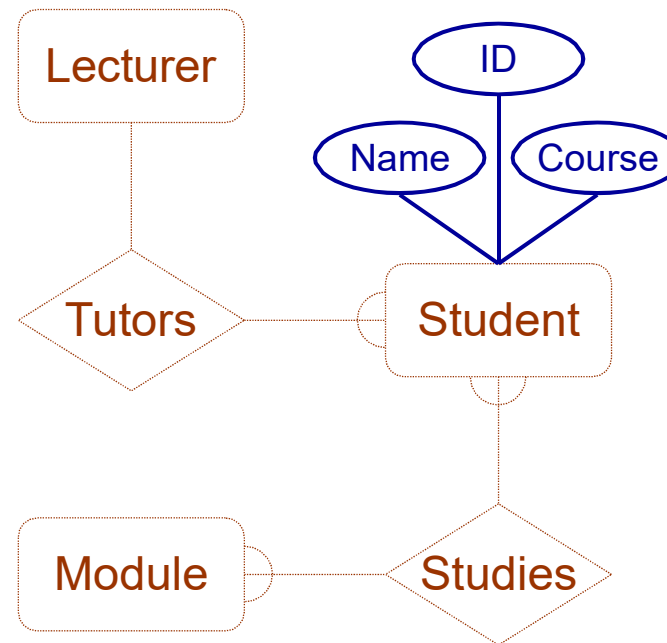 Lecturer
ID
Name
Course
Tutors
Student
Module
Studies